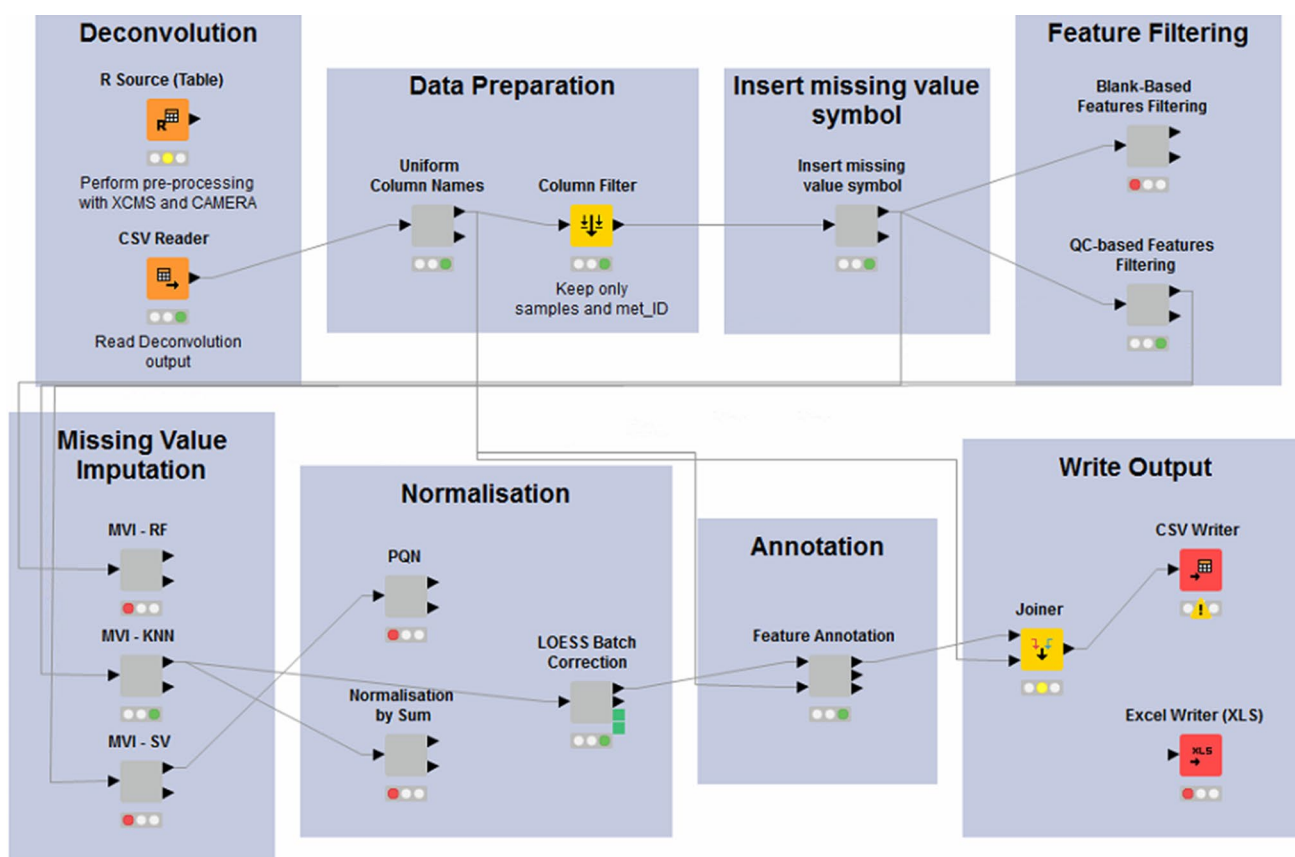 Deconvolution
R Source (Table)
R
Perform pre-processing
with XCMS and CAMERA
CSV Reader
Read Deconvolution
output
Data Preparation
Uniform
Column Names
Column Filter
Keep only
samples and met_ID
Insert missing value
symbol
Insert missing
value symbol
Feature Filtering
Blank-Based
Features Filtering
QC-based Features
Filtering
Missing Value
Imputation
MVI - RF
MVI - KNN
MVI - SV
Normalisation
PQN
Normalisation
by Sum
LOESS Batch
Correction
Annotation
Feature Annotation
Write Output
Joiner
CSV Writer
!
Excel Writer (XLS)
XLS